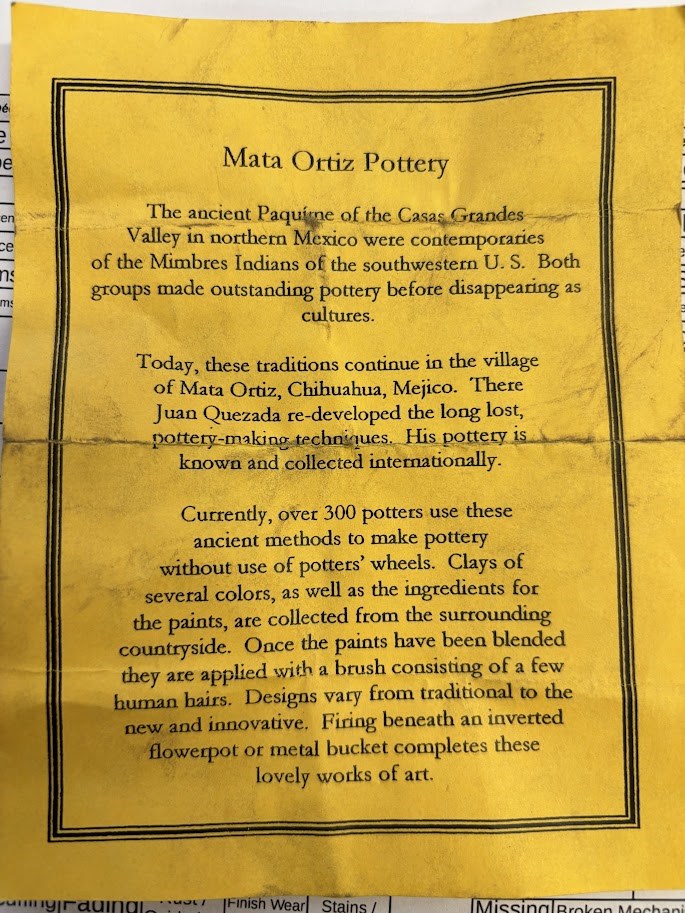 Mata Ortiz Pottery
The ancient Paquime of the Casas Grandes
Valley in northern Mexico were contemporaries
of the Mimbres Indians of the southwestern U. S. Both
groups made outstanding pottery before disappearing as
cultures.
Today, these traditions continue in the village
of Mata Ortiz, Chihuahua, Mejico. There
Juan Quezada re-developed the long lost,
pottery-making techniques. His pottery is
known and collected internationally.
Currently, over 300 potters use these
ancient methods to make pottery
without use of potters' wheels. Clays of
several colors, as well as the ingredients for
the paints, are collected from the surrounding
countryside. Once the paints have been blended
they are applied with a brush consisting of a few
human hairs. Designs vary from traditional to the
new and innovative. Firing beneath an inverted
flowerpot or metal bucket completes these
lovely works of art.
Fading Finish Wear Stains / Missing Broken